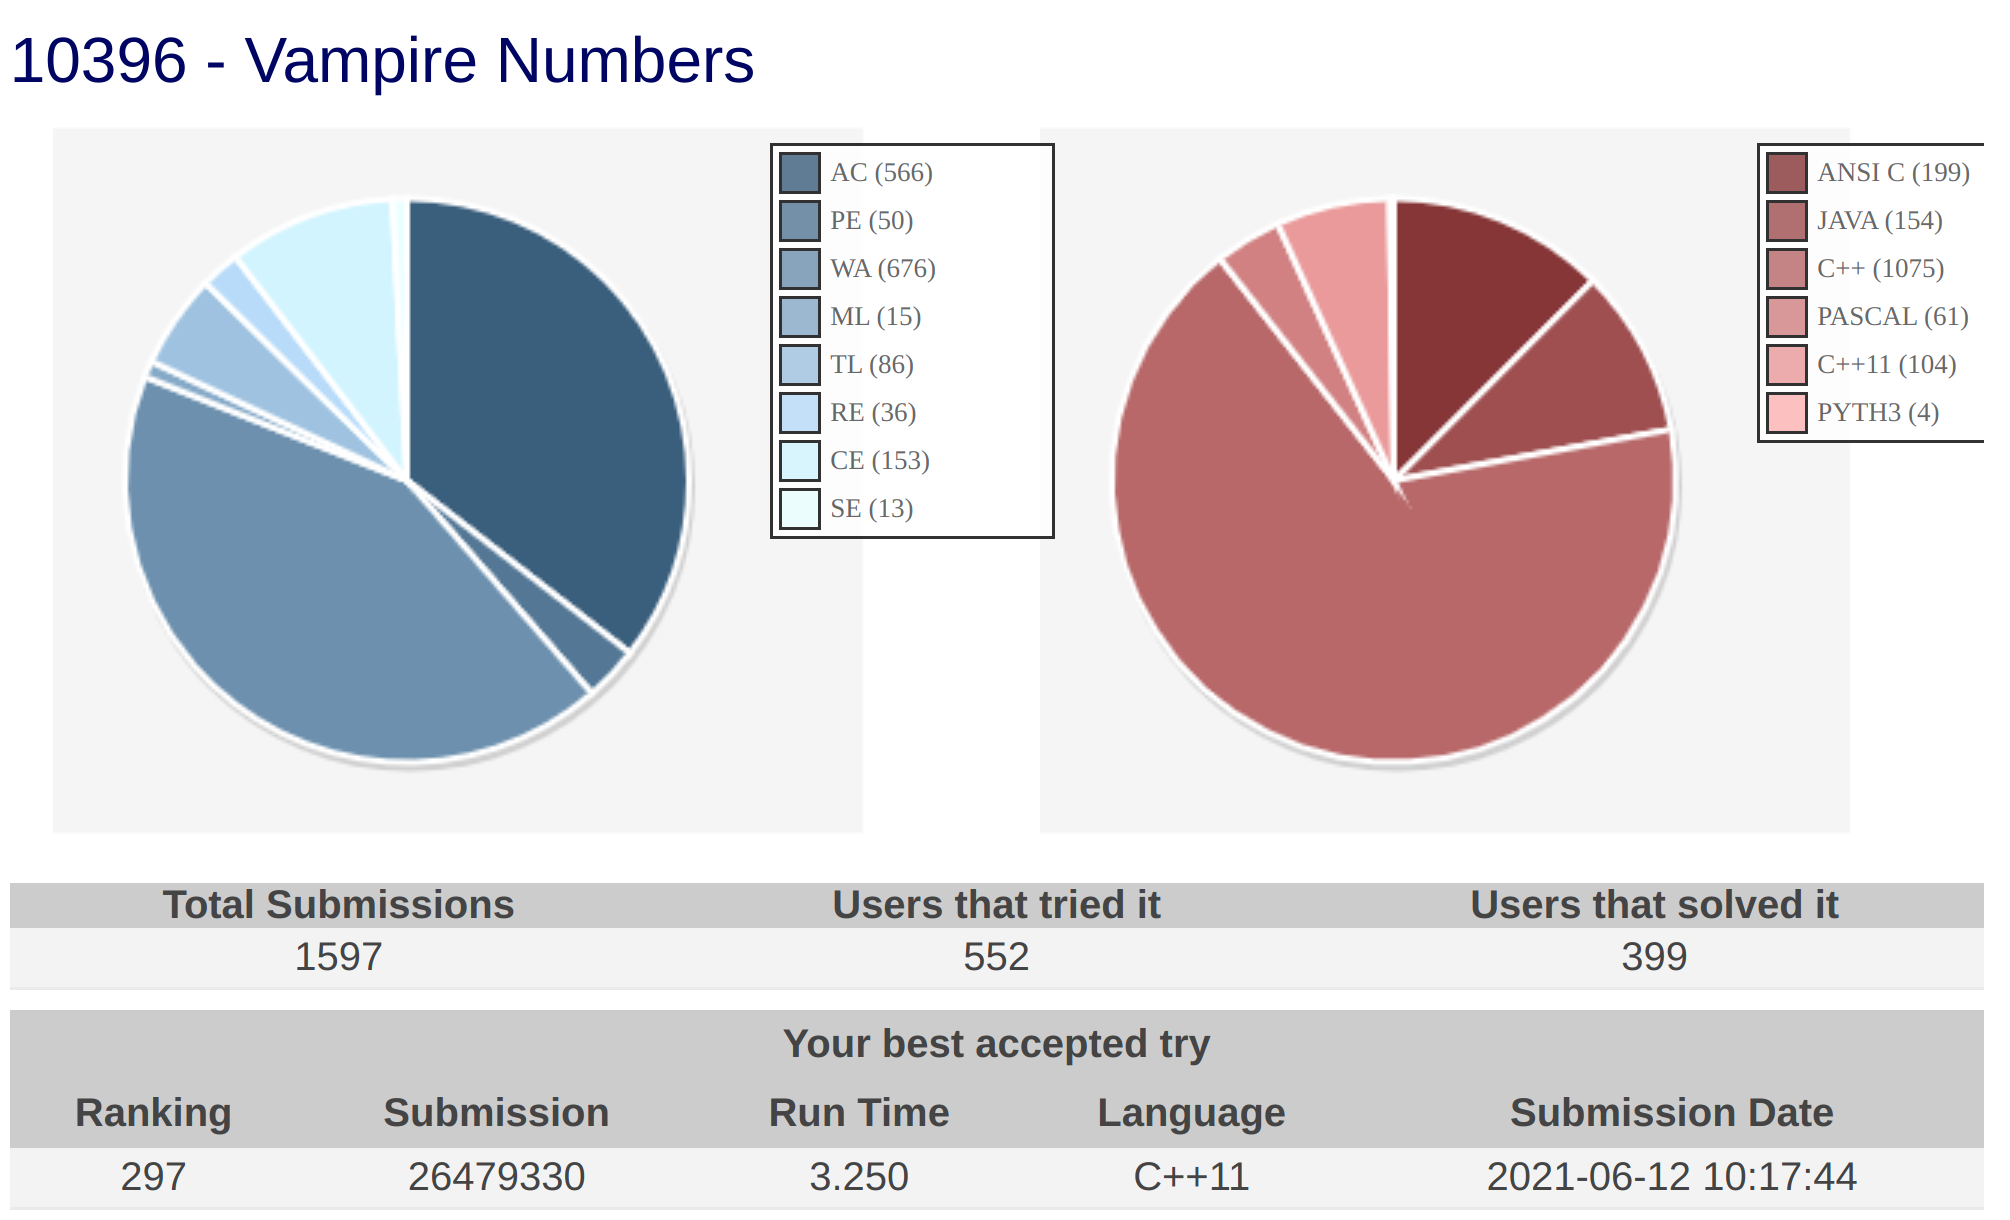 10396 - Vampire Numbers
AC (566)
PE (50)
WA (676)
ML (15)
TL (86)
RE (36)
CE (153)
SE (13)
ANSI C (199)
JAVA (154)
C++ (1075)
PASCAL (61)
C++11 (104)
PYTH3 (4)
Total Submissions Users that tried it Users that solved it
1597 552 399
Your best accepted try
Ranking Submission Run Time Language Submission Date
297 26479330 3.250 C++11 2021-06-12 10:17:44